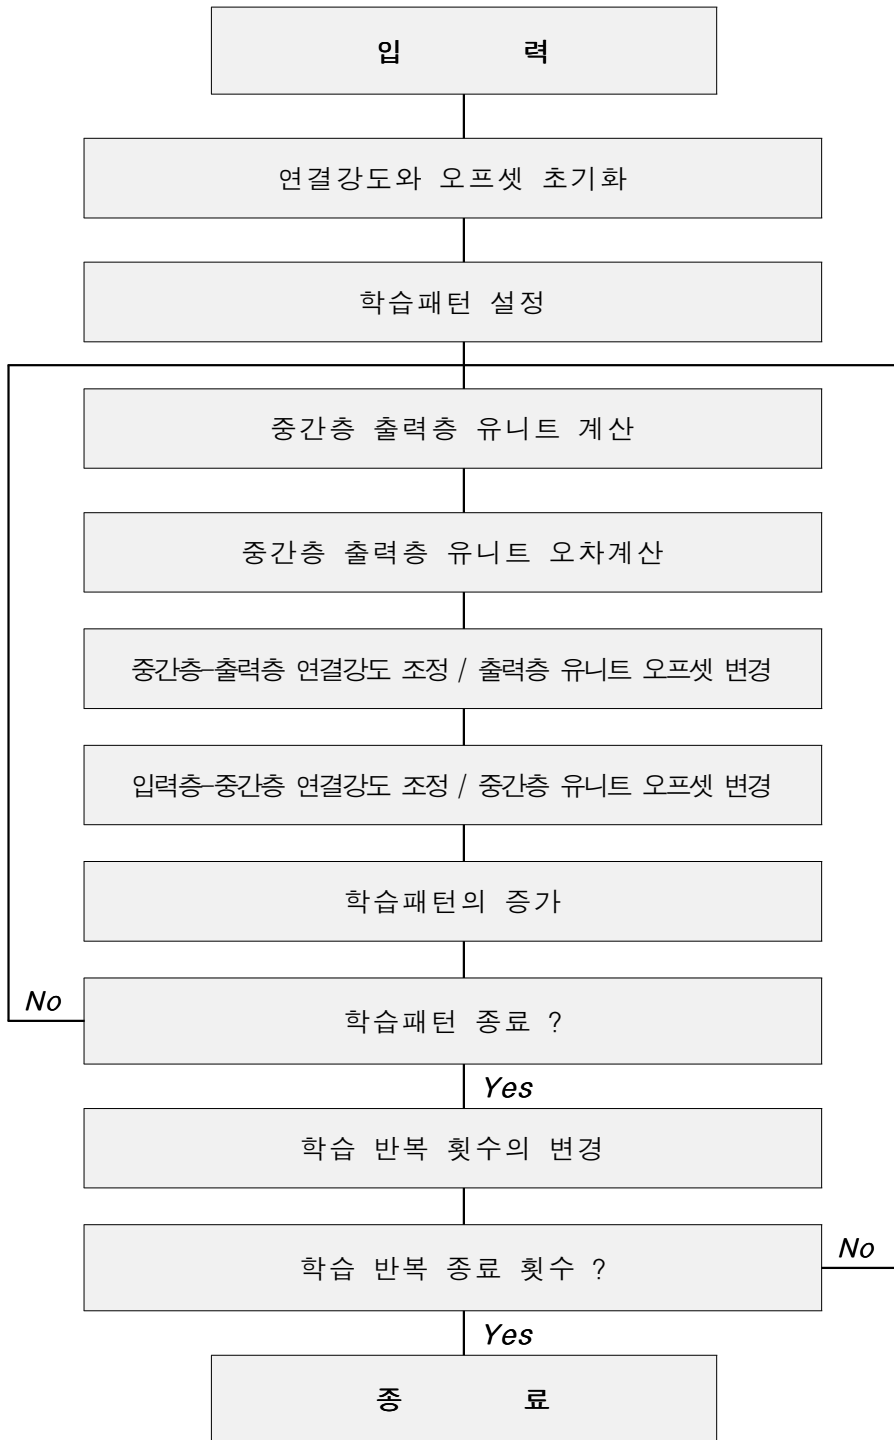 입 력
연결강도와 오프셋 초기화
학습패턴 설정
중간층 출력층 유니트 계산
중간층 출력층 유니트 오차계산
중간층-출력층 연결강도 조정 / 출력층 유니트 오프셋 변경
입력층-중간층 연결강도 조정 / 중간층 유니트 오프셋 변경
학습패턴의 증가
No
학습패턴 종료 ?
Yes
학습 반복 횟수의 변경
학습 반복 종료 횟수 ?
No
Yes
종 료